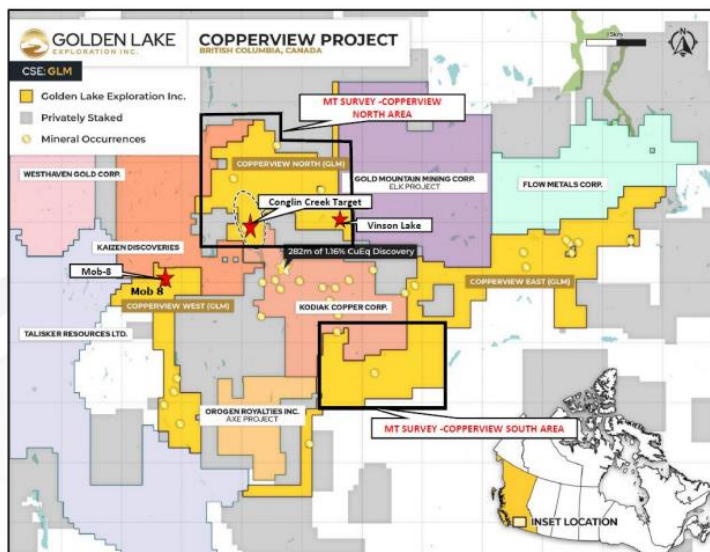 GOLDEN LAKE
EXPLORATION INC.
COPPERVIEW PROJECT
BRITISH COLUMBIA, CANADA
CSE: GLM
Golden Lake Exploration Inc.
Privately Staked
Mineral Occurrences
5km
N
MT SURVEY -COPPERVIEW
NORTH AREA
WESTHAVEN GOLD CORP.
COPPERVIEW NORTH (GLM)
GOLD MOUNTAIN MINING CORP.
ELK PROJECT
FLOW METALS CORP.
Conglin Creek Target
Vinson Lake
KAIZEN DISCOVERIES
282m of 1.16% CuEq Discovery
Mob-8
Mob 8
COPPERVIEW EAST (GLM)
COPPERVIEW WEST (GLM)
KODIAK COPPER CORP.
TALISKER RESOURCES LTD.
OROGEN ROYALTIES INC.
AXE PROJECT
MT SURVEY -COPPERVIEW SOUTH AREA
INSET LOCATION